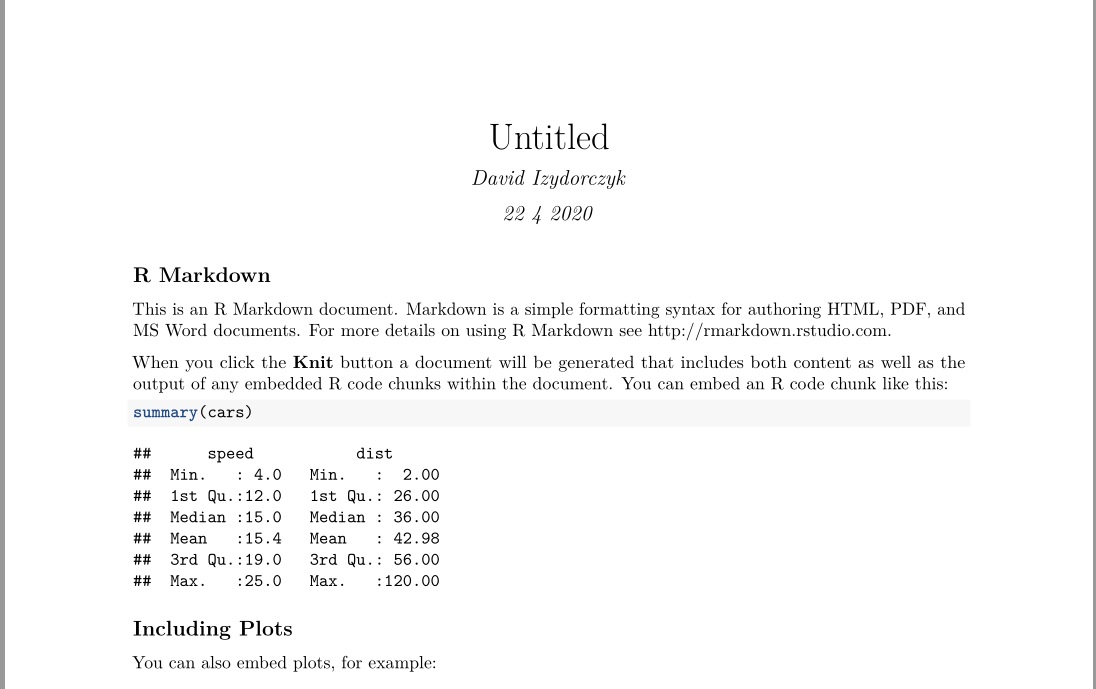 Untitled
David Izydorczyk
22 4 2020
R Markdown
This is an R Markdown document. Markdown is a simple formatting syntax for authoring HTML, PDF, and
MS Word documents. For more details on using R Markdown see http://rmarkdown.rstudio.com.
When you click the Knit button a document will be generated that includes both content as well as the
output of any embedded R code chunks within the document. You can embed an R code chunk like this:
summary(cars)
##      speed           dist
##  Min.   : 4.0   Min.   :  2.00
##  1st Qu.:12.0   1st Qu.: 26.00
##  Median :15.0   Median : 36.00
##  Mean   :15.4   Mean   : 42.98
##  3rd Qu.:19.0   3rd Qu.: 56.00
##  Max.   :25.0   Max.   :120.00
Including Plots
You can also embed plots, for example: